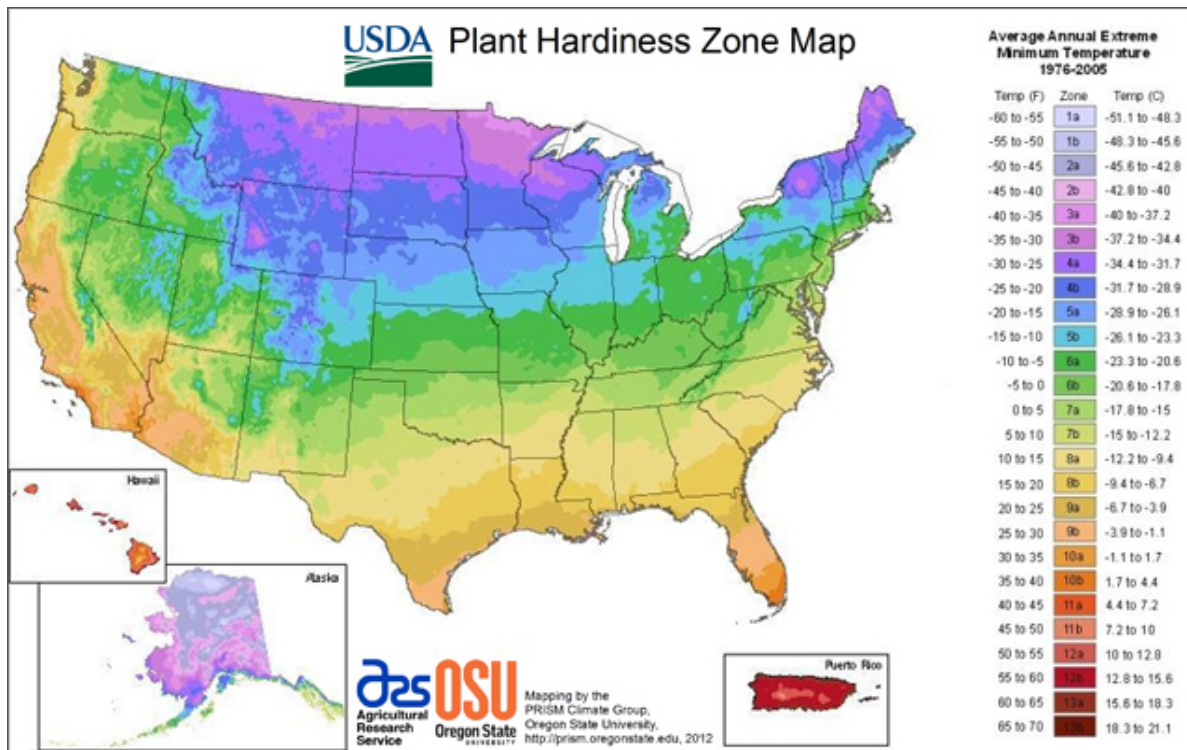 USDA Plant Hardiness Zone Map
Average Annual Extreme
Minimum Temperature
1976-2005
Temp (F) Zone Temp (C)
-60 to -55 1a -51.1 to -48.3
-55 to -50 1b -48.3 to -45.6
-50 to -45 2a -45.6 to -42.8
-45 to -40 2b -42.8 to -40
-40 to -35 3a -40 to -37.2
-35 to -30 3b -37.2 to -34.4
-30 to -25 4a -34.4 to -31.7
-25 to -20 4b -31.7 to -28.9
-20 to -15 5a -28.9 to -26.1
-15 to -10 5b -26.1 to -23.3
-10 to -5 6a -23.3 to -20.6
-5 to 0 6b -20.6 to -17.8
0 to 5 7a -17.8 to -15
5 to 10 7b -15 to -12.2
10 to 15 8a -12.2 to -9.4
15 to 20 8b -9.4 to -6.7
20 to 25 9a -6.7 to -3.9
25 to 30 9b -3.9 to -1.1
30 to 35 10a -1.1 to 1.7
35 to 40 10b 1.7 to 4.4
40 to 45 11a 4.4 to 7.2
45 to 50 11b 7.2 to 10
50 to 55 12a 10 to 12.8
55 to 60 12b 12.8 to 15.6
60 to 65 13a 15.6 to 18.3
65 to 70 13b 18.3 to 21.1
Hawaii
Alaska
Puerto Rico
ars
Agricultural
Research
Service
OSU
Oregon State
UNIVERSITY
Mapping by the
PRISM Climate Group,
Oregon State University,
http://prism.oregonstate.edu, 2012